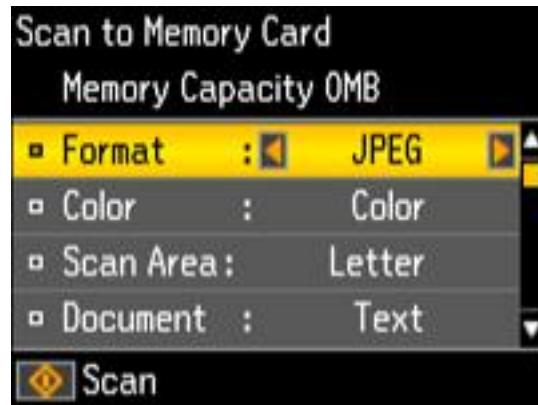 Scan to Memory Card
Memory Capacity 0MB
Format : JPEG
Color : Color
Scan Area: Letter
Document : Text
Scan